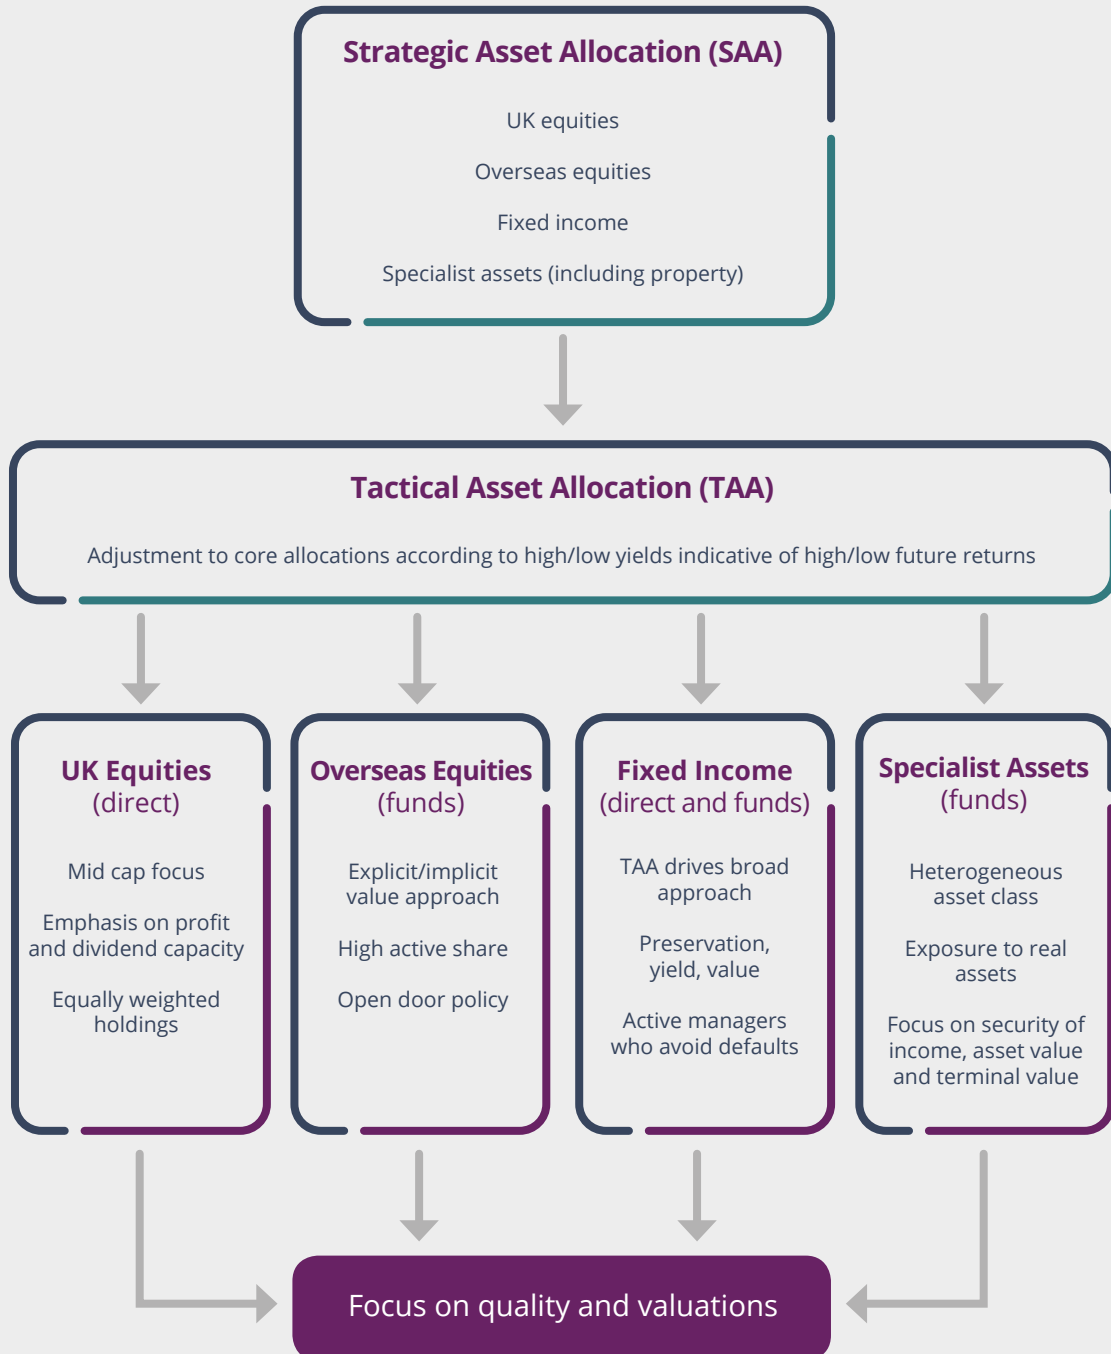 Strategic Asset Allocation (SAA)
UK equities
Overseas equities
Fixed income
Specialist assets (including property)
Tactical Asset Allocation (TAA)
Adjustment to core allocations according to high/low yields indicative of high/low future returns
UK Equities
(direct)
Mid cap focus
Emphasis on profit
and dividend capacity
Equally weighted
holdings
Overseas Equities
(funds)
Explicit/implicit
value approach
High active share
Open door policy
Fixed Income
(direct and funds)
TAA drives broad
approach
Preservation,
yield, value
Active managers
who avoid defaults
Specialist Assets
(funds)
Heterogeneous
asset class
Exposure to real
assets
Focus on security of
income, asset value
and terminal value
Focus on quality and valuations